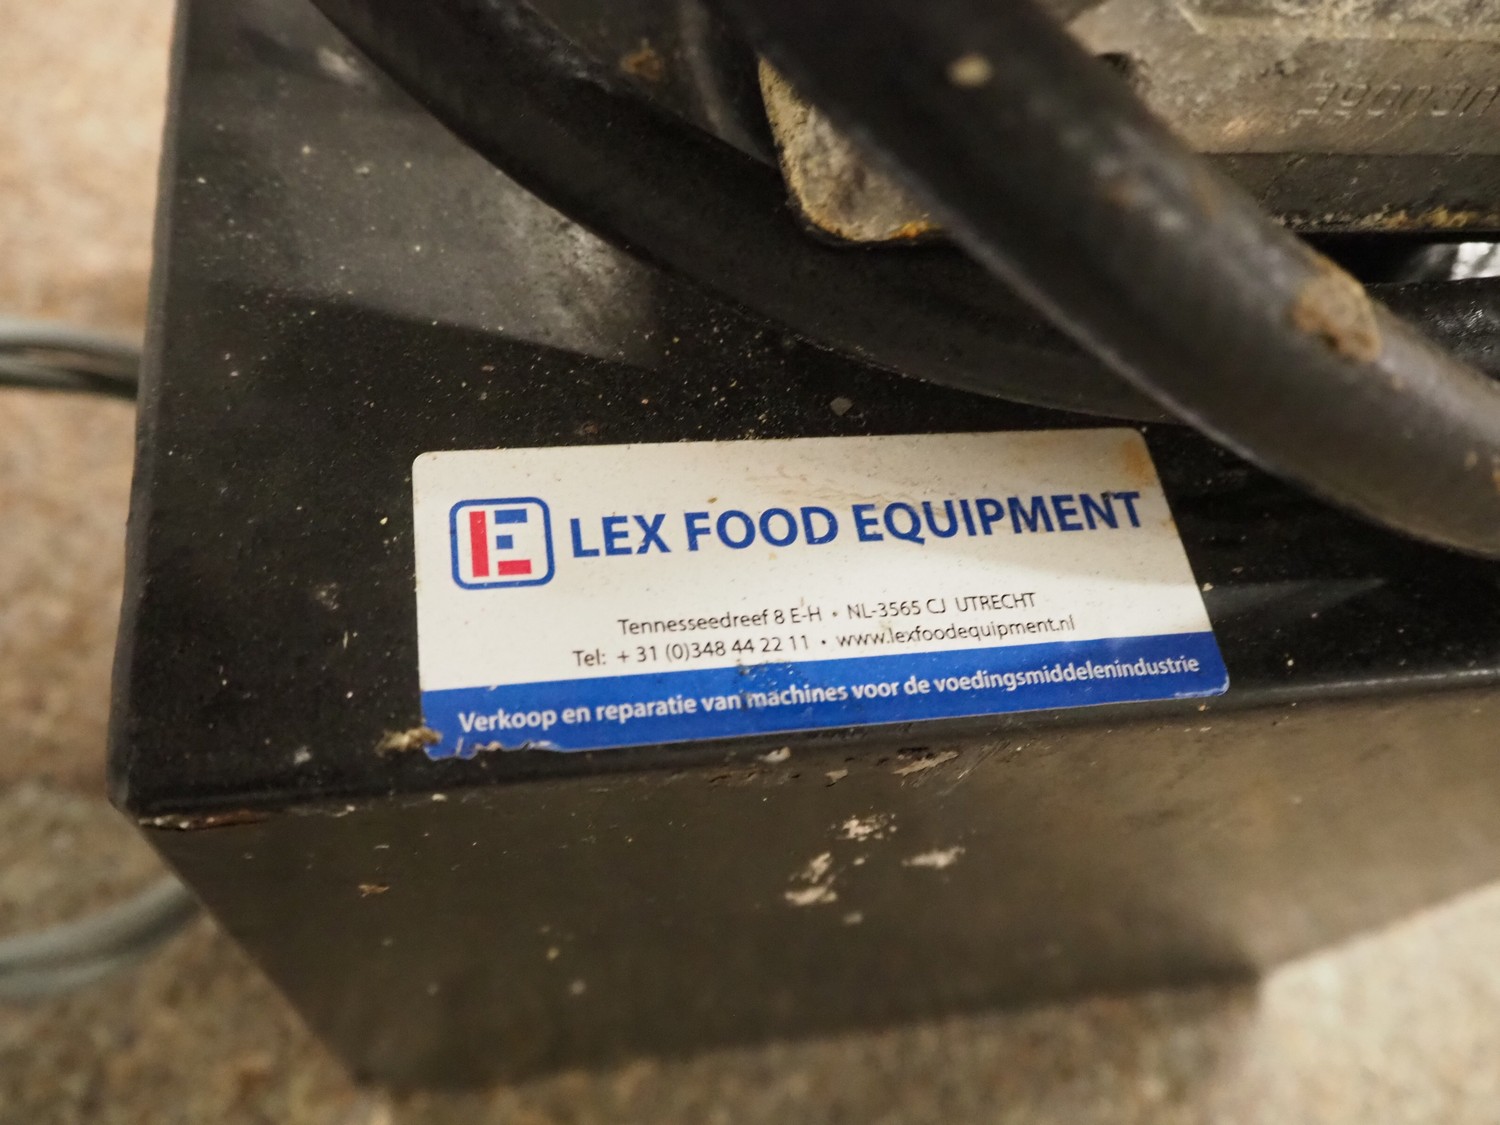 LEX FOOD EQUIPMENT
Tennesseedreef 8 E-H • NL-3565 CJ UTRECHT
Tel: + 31 (0)348 44 22 11 • www.lexfoodequipment.nl
Verkoop en reparatie van machines voor de voedingsmiddelenindustrie